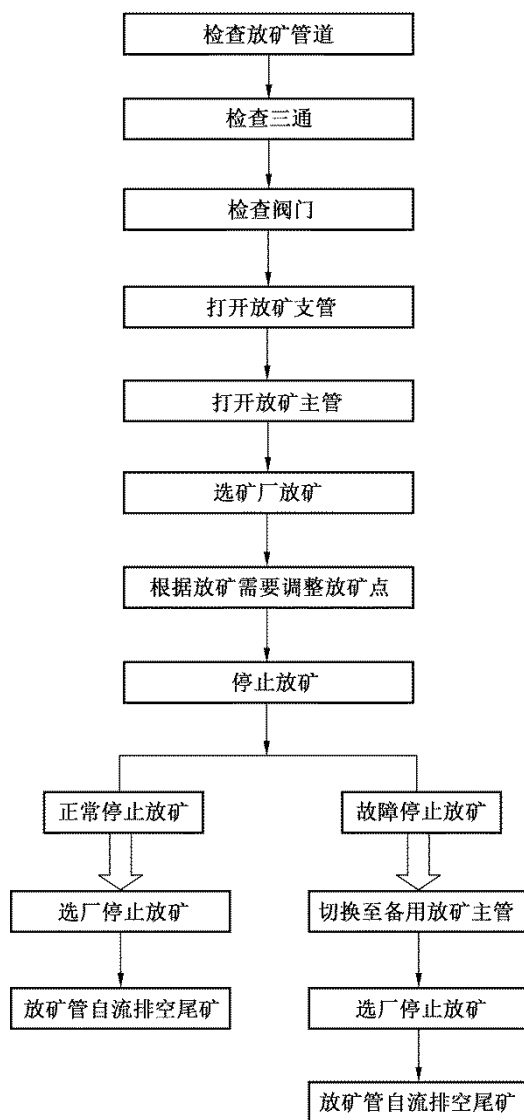 检查放矿管道
检查三通
检查阀门
打开放矿支管
打开放矿主管
选矿厂放矿
根据放矿需要调整放矿点
停止放矿
正常停止放矿
故障停止放矿
选厂停止放矿
切换至备用放矿主管
放矿管自流排空尾矿
选厂停止放矿
放矿管自流排空尾矿